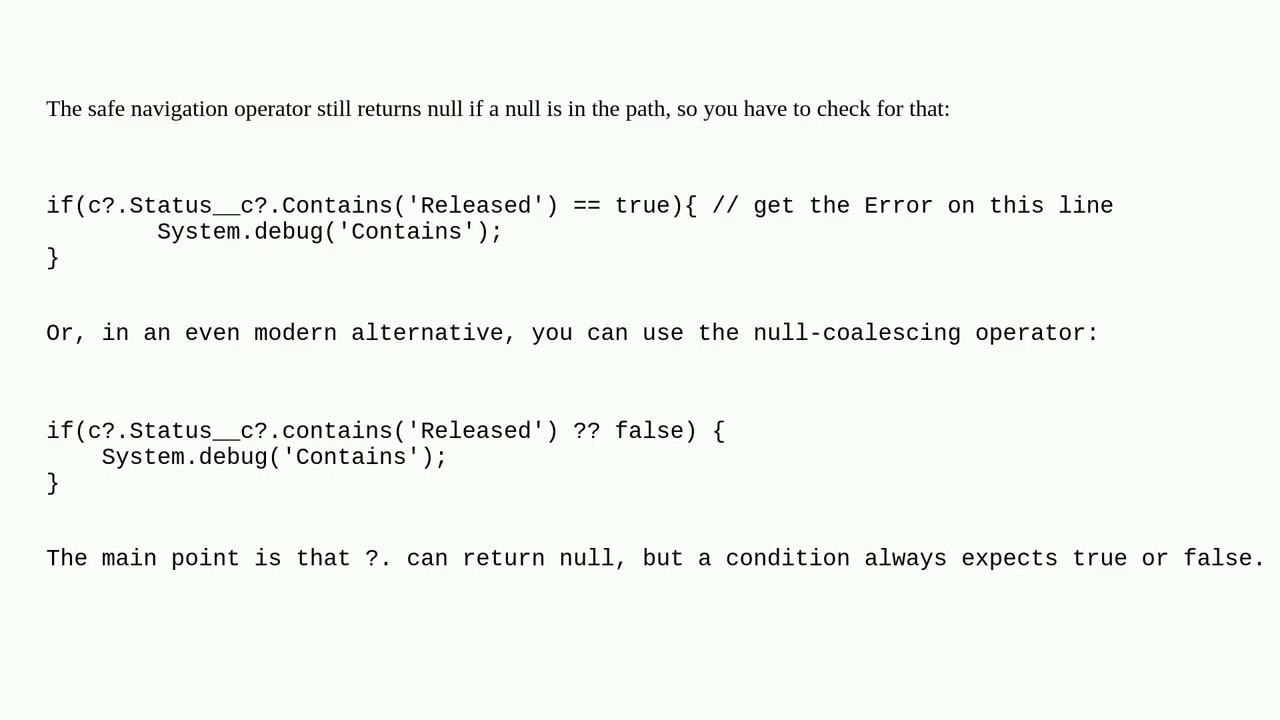 The safe navigation operator still returns null if a null is in the path, so you have to check for that:
if(c?.Status__c?.Contains('Released') == true){ // get the Error on this line
        System.debug('Contains');
}
Or, in an even modern alternative, you can use the null-coalescing operator:
if(c?.Status__c?.contains('Released') ?? false) {
    System.debug('Contains');
}
The main point is that ?. can return null, but a condition always expects true or false.